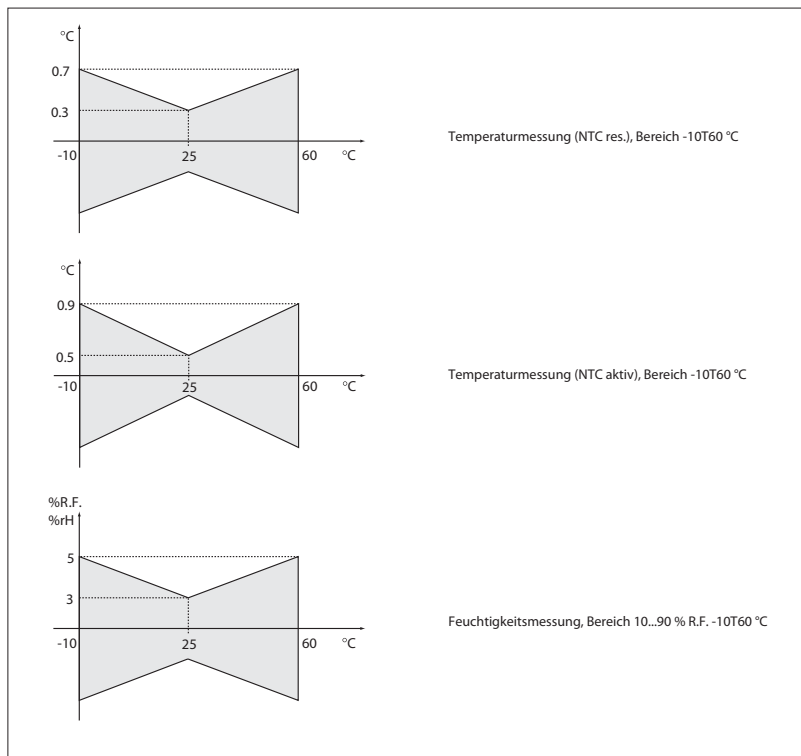 °C
0.7
0.3
-10 25 60 °C
Temperaturmessung (NTC res.), Bereich -10T60 °C
°C
0.9
0.5
-10 25 60 °C
Temperaturmessung (NTC aktiv), Bereich -10T60 °C
%R.F.
%rH
5
3
-10 25 60 °C
Feuchtigkeitsmessung, Bereich 10...90 % R.F. -10T60 °C